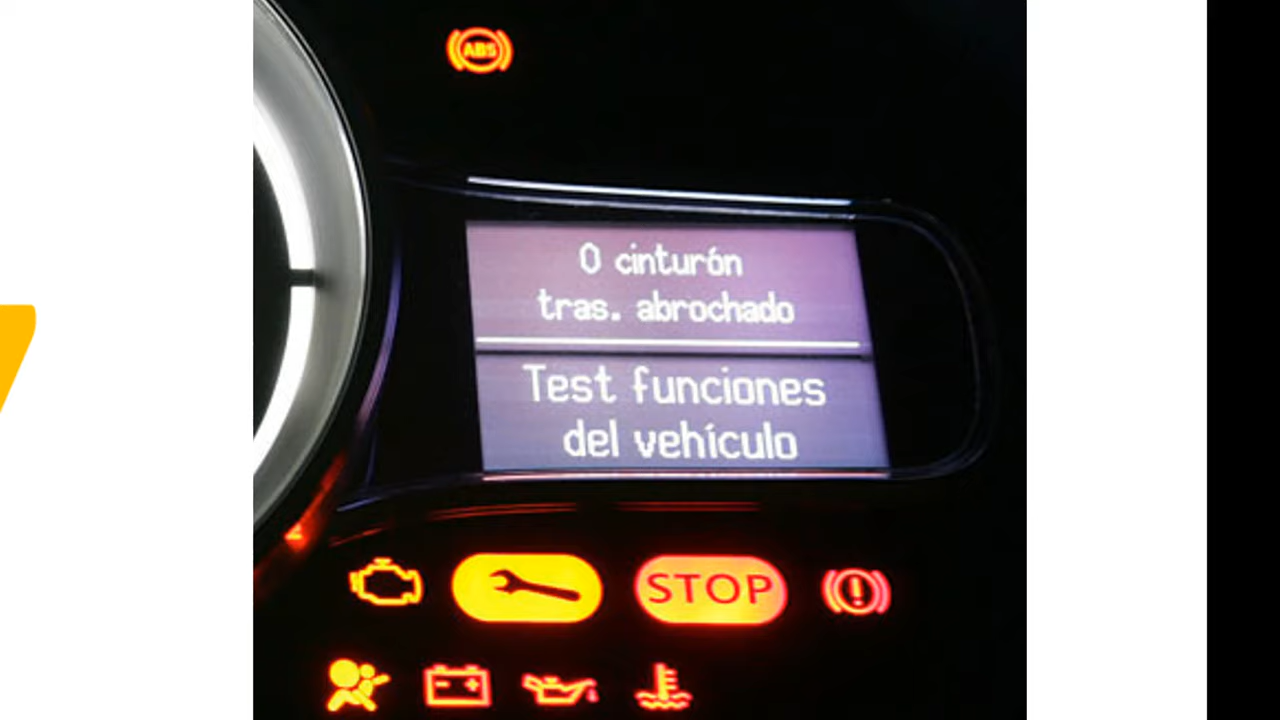 ABS
0 cinturón
tras. abrochado
Test funciones
del vehículo
STOP